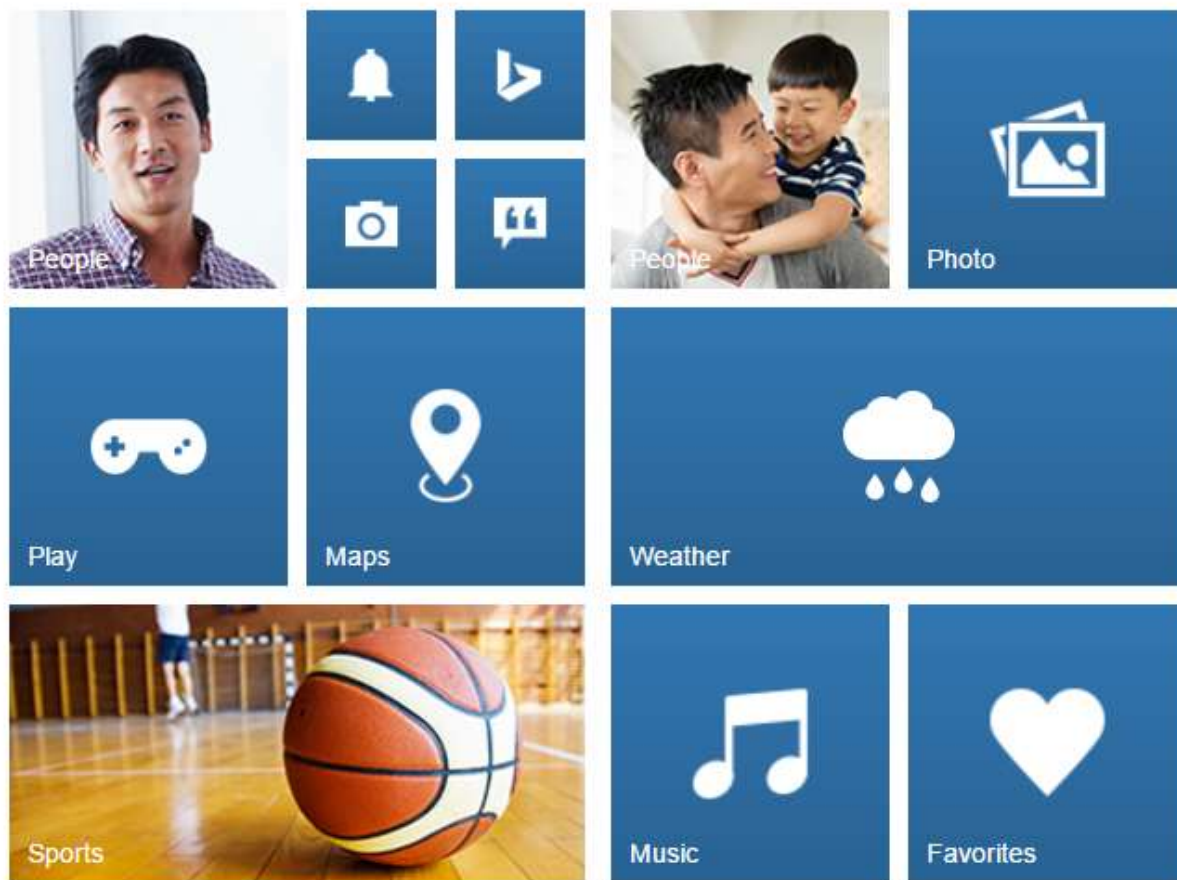 People
People
Photo
Play
Maps
Weather
Sports
Music
Favorites